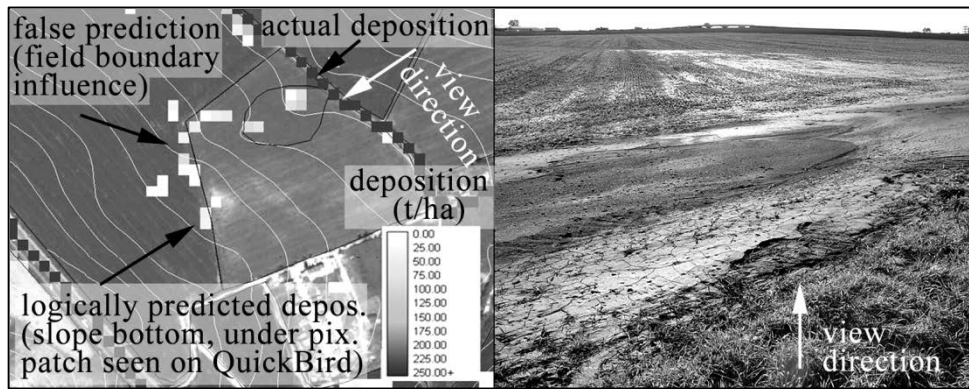 false prediction
(field boundary
influence)
actual deposition
view
direction
deposition
(t/ha)
0.00
25.00
50.00
75.00
100.00
125.00
150.00
175.00
200.00
225.00
250.00+
logically predicted depos.
(slope bottom, under pix.
patch seen on QuickBird)
view
direction